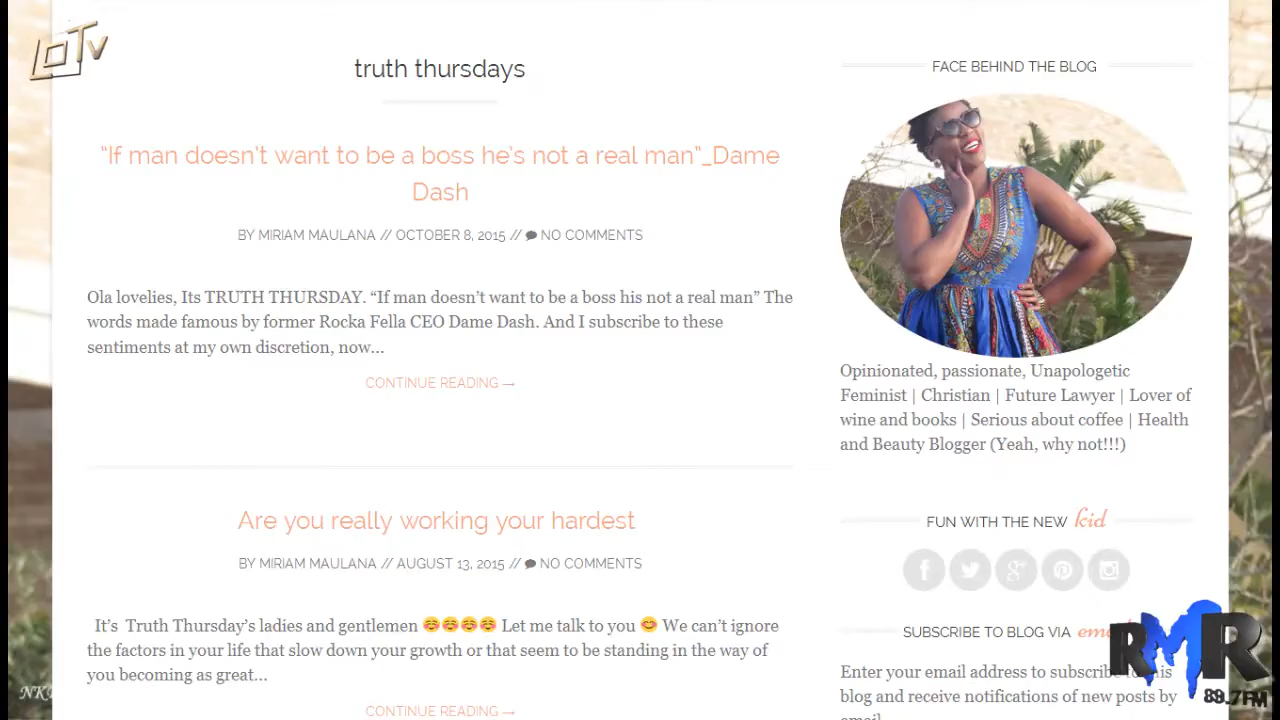 LOTV
truth thursdays
“If man doesn’t want to be a boss he’s not a real man”_Dame
Dash
BY MIRIAM MAULANA // OCTOBER 8, 2015 // NO COMMENTS
Ola lovelies, Its TRUTH THURSDAY. “If man doesn’t want to be a boss his not a real man” The
words made famous by former Rocka Fella CEO Dame Dash. And I subscribe to these
sentiments at my own discretion, now...
CONTINUE READING →
Are you really working your hardest
BY MIRIAM MAULANA // AUGUST 13, 2015 // NO COMMENTS
It’s Truth Thursday’s ladies and gentlemen 😊😊😊😊 Let me talk to you 😊 We can’t ignore
the factors in your life that slow down your growth or that seem to be standing in the way of
you becoming as great...
CONTINUE READING →
FACE BEHIND THE BLOG
Opinionated, passionate, Unapologetic
Feminist | Christian | Future Lawyer | Lover of
wine and books | Serious about coffee | Health
and Beauty Blogger (Yeah, why not!!!)
FUN WITH THE NEW kid
SUBSCRIBE TO BLOG VIA
Enter your email address to subscribe to this
blog and receive notifications of new posts by
email
RMR
89.7FM